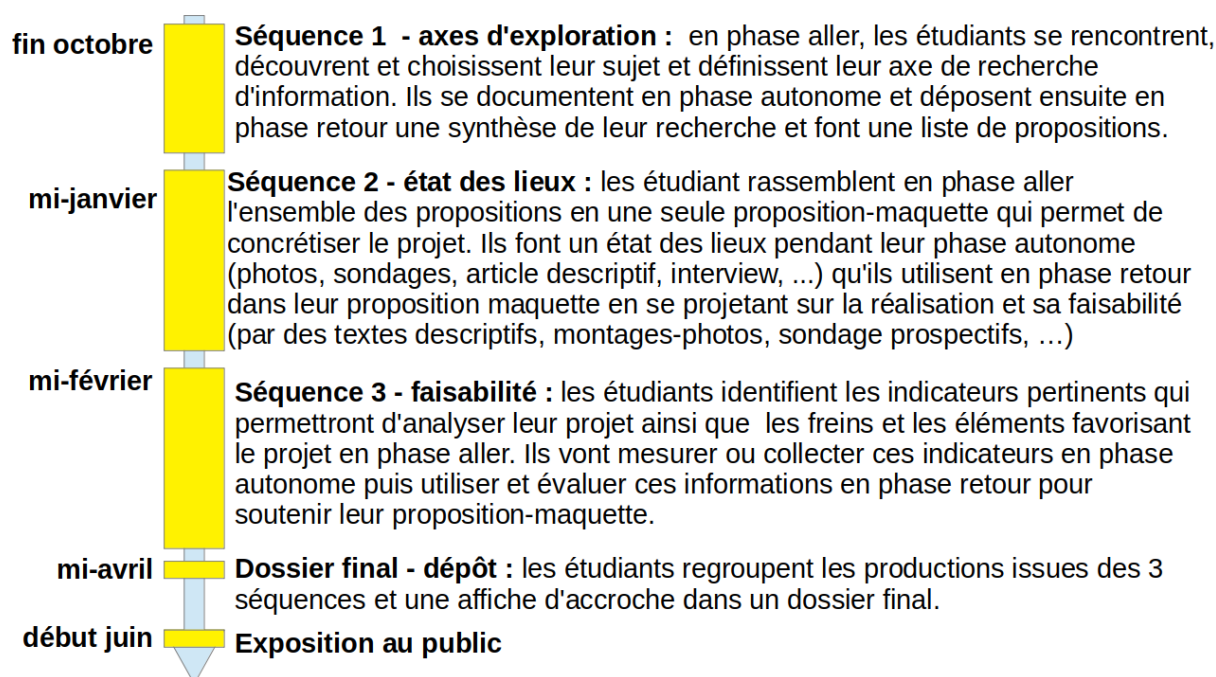 fin octobre
Séquence 1  - axes d'exploration :  en phase aller, les étudiants se rencontrent,
découvrent et choisissent leur sujet et définissent leur axe de recherche
d'information. Ils se documentent en phase autonome et déposent ensuite en
phase retour une synthèse de leur recherche et font une liste de propositions.
mi-janvier
Séquence 2 - état des lieux : les étudiant rassemblent en phase aller
l'ensemble des propositions en une seule proposition-maquette qui permet de
concrétiser le projet. Ils font un état des lieux pendant leur phase autonome
(photos, sondages, article descriptif, interview, ...) qu'ils utilisent en phase retour
dans leur proposition maquette en se projetant sur la réalisation et sa faisabilité
(par des textes descriptifs, montages-photos, sondage prospectifs, …)
mi-février
Séquence 3 - faisabilité : les étudiants identifient les indicateurs pertinents qui
permettront d'analyser leur projet ainsi que  les freins et les éléments favorisant
le projet en phase aller. Ils vont mesurer ou collecter ces indicateurs en phase
autonome puis utiliser et évaluer ces informations en phase retour pour
soutenir leur proposition-maquette.
mi-avril
Dossier final - dépôt : les étudiants regroupent les productions issues des 3
séquences et une affiche d'accroche dans un dossier final.
début juin
Exposition au public